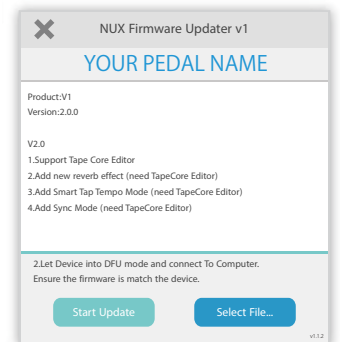 NUX Firmware Updater v1
YOUR PEDAL NAME
Product:V1
Version:2.0.0
V2.0
1.Support Tape Core Editor
2.Add new reverb effect (need TapeCore Editor)
3.Add Smart Tap Tempo Mode (need TapeCore Editor)
4.Add Sync Mode (need TapeCore Editor)
2.Let Device into DFU mode and connect To Computer.
Ensure the firmware is match the device.
Start Update
Select File...
v1.1.2